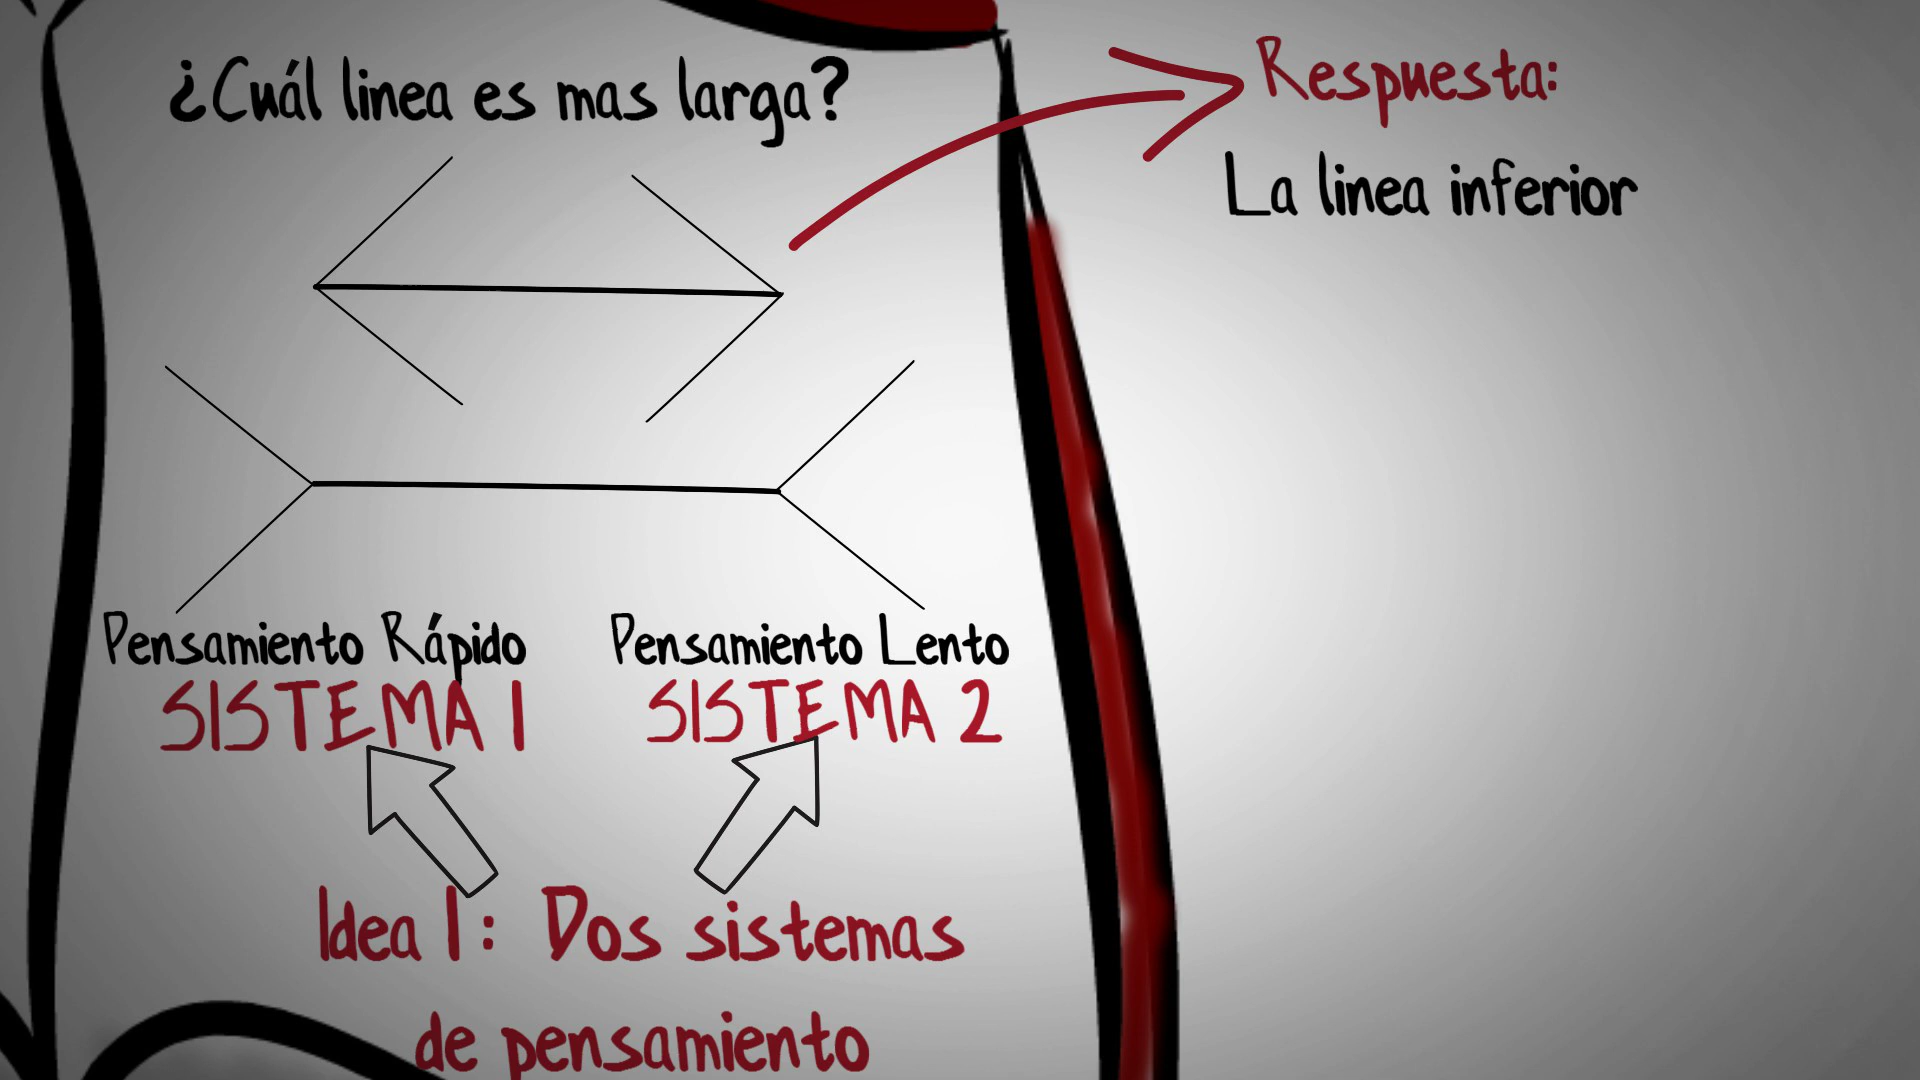 ¿Cuál linea es mas larga?
Respuesta:
La linea inferior
Pensamiento Rápido
SISTEMA 1
Pensamiento Lento
SISTEMA 2
Idea 1: Dos sistemas
de pensamiento